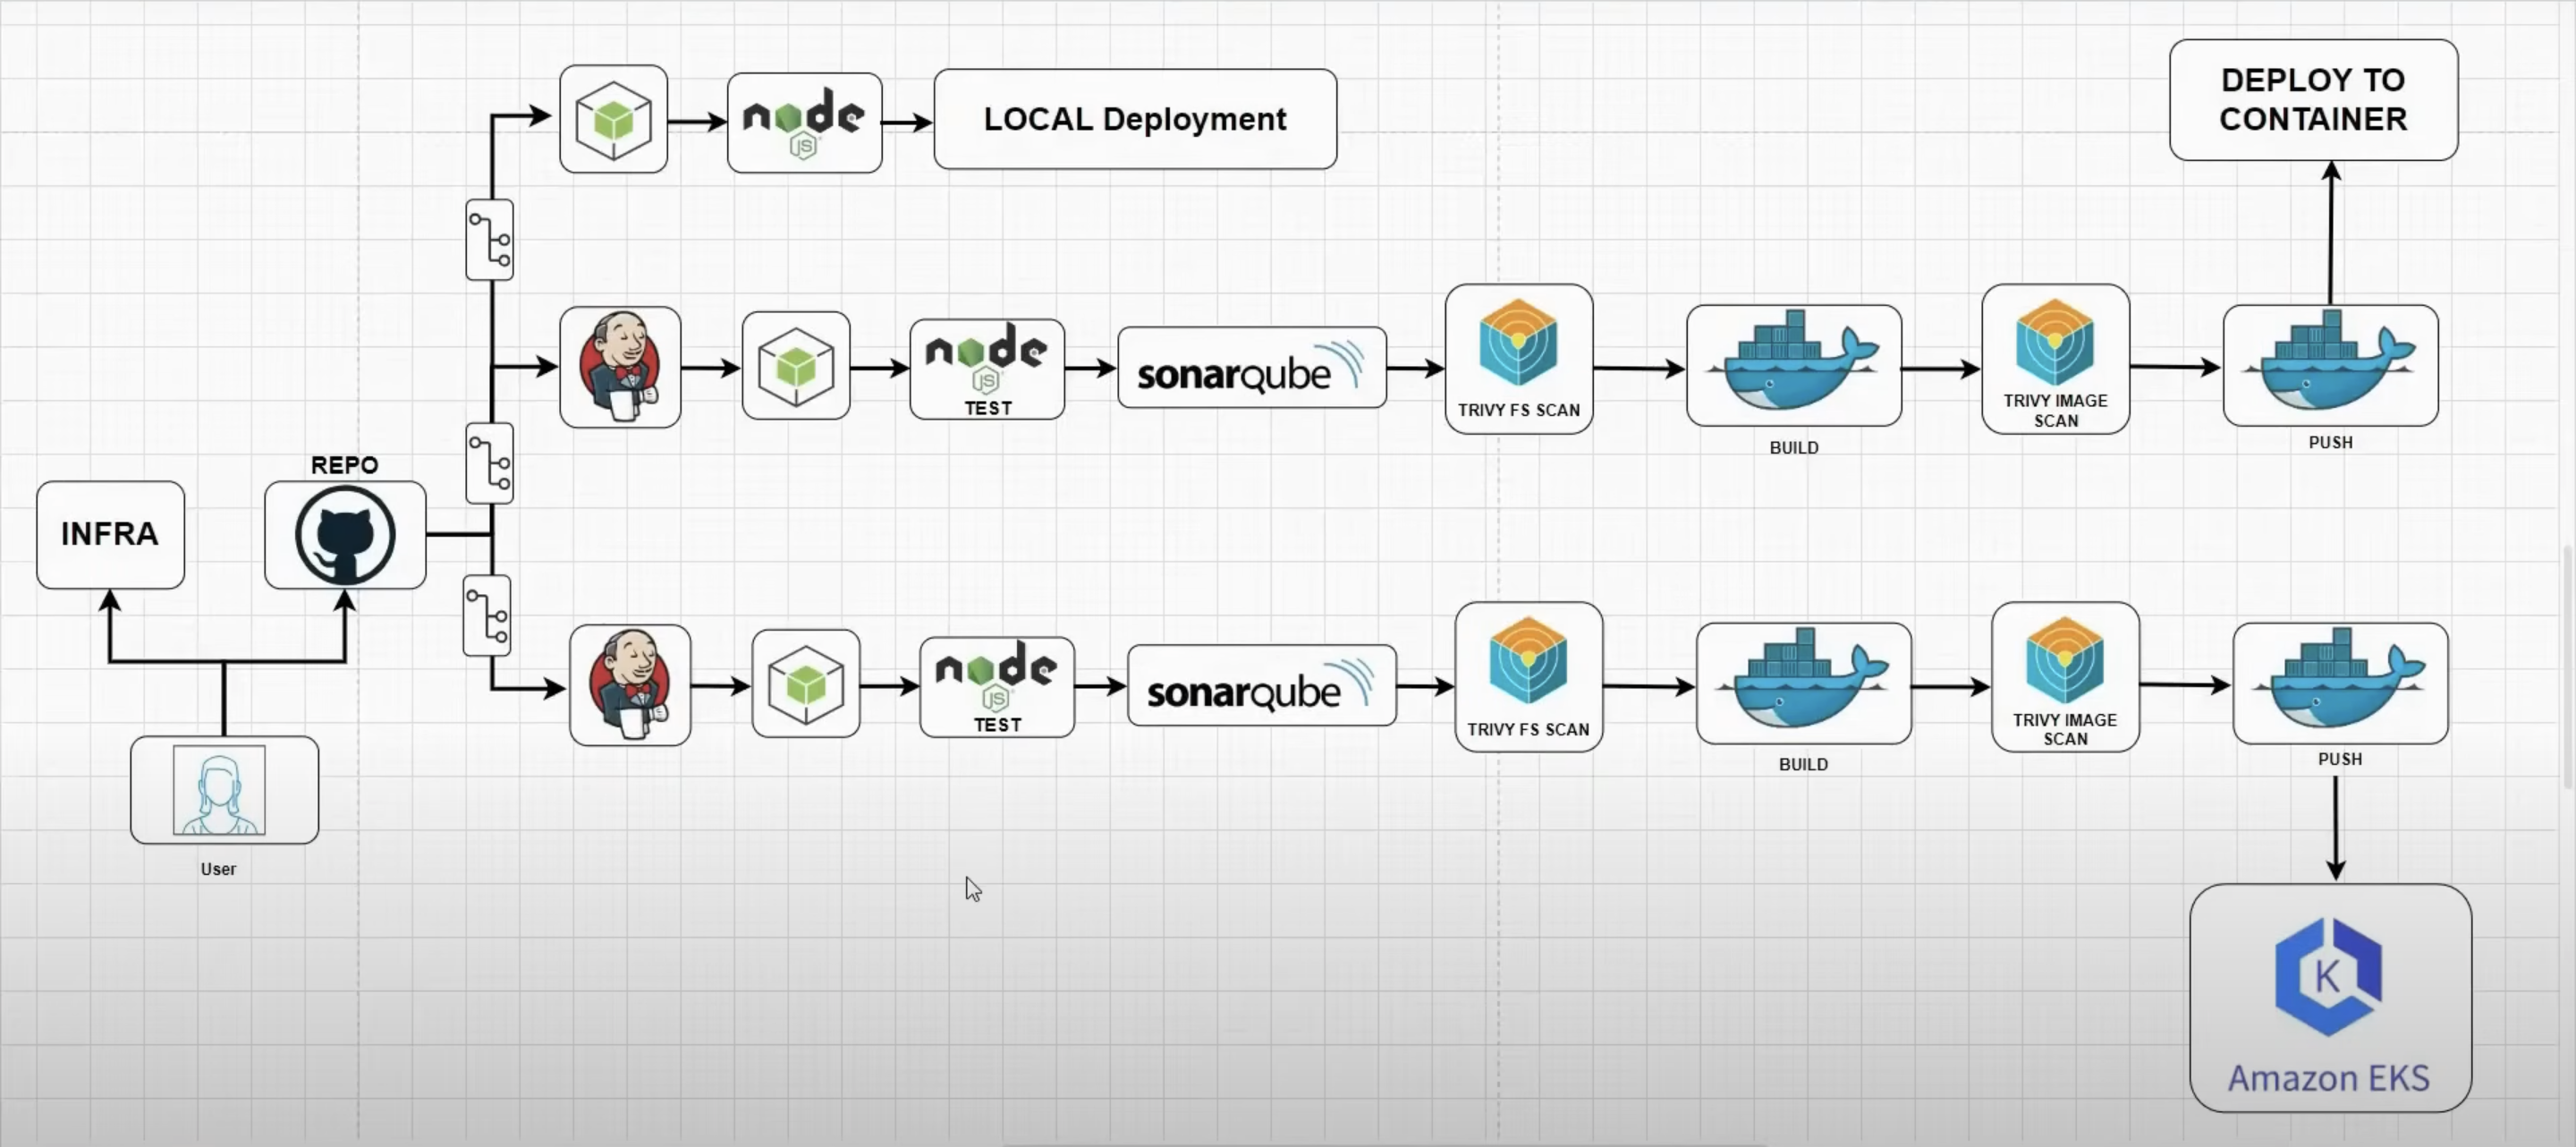 LOCAL Deployment
node
JS
DEPLOY TO
CONTAINER
node
JS
TEST
sonarqube
TRIVY FS SCAN
BUILD
TRIVY IMAGE
SCAN
PUSH
REPO
INFRA
node
JS
TEST
sonarqube
TRIVY FS SCAN
BUILD
TRIVY IMAGE
SCAN
PUSH
User
K
Amazon EKS